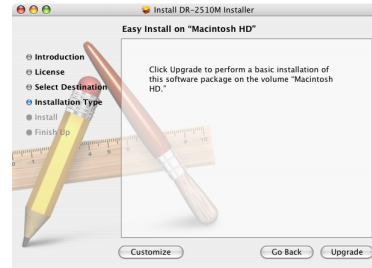 Install DR-2510M Installer
Easy Install on "Macintosh HD"
Introduction
License
Select Destination
Installation Type
Install
Finish Up
Click Upgrade to perform a basic installation of
this software package on the volume "Macintosh
HD."
Customize
Go Back
Upgrade